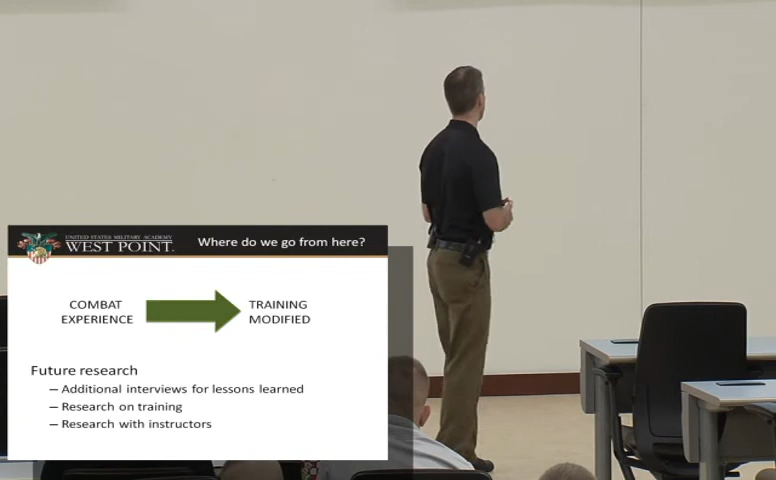 UNITED STATES MILITARY ACADEMY
WEST POINT.
Where do we go from here?
COMBAT
EXPERIENCE
TRAINING
MODIFIED
Future research
— Additional interviews for lessons learned
— Research on training
— Research with instructors